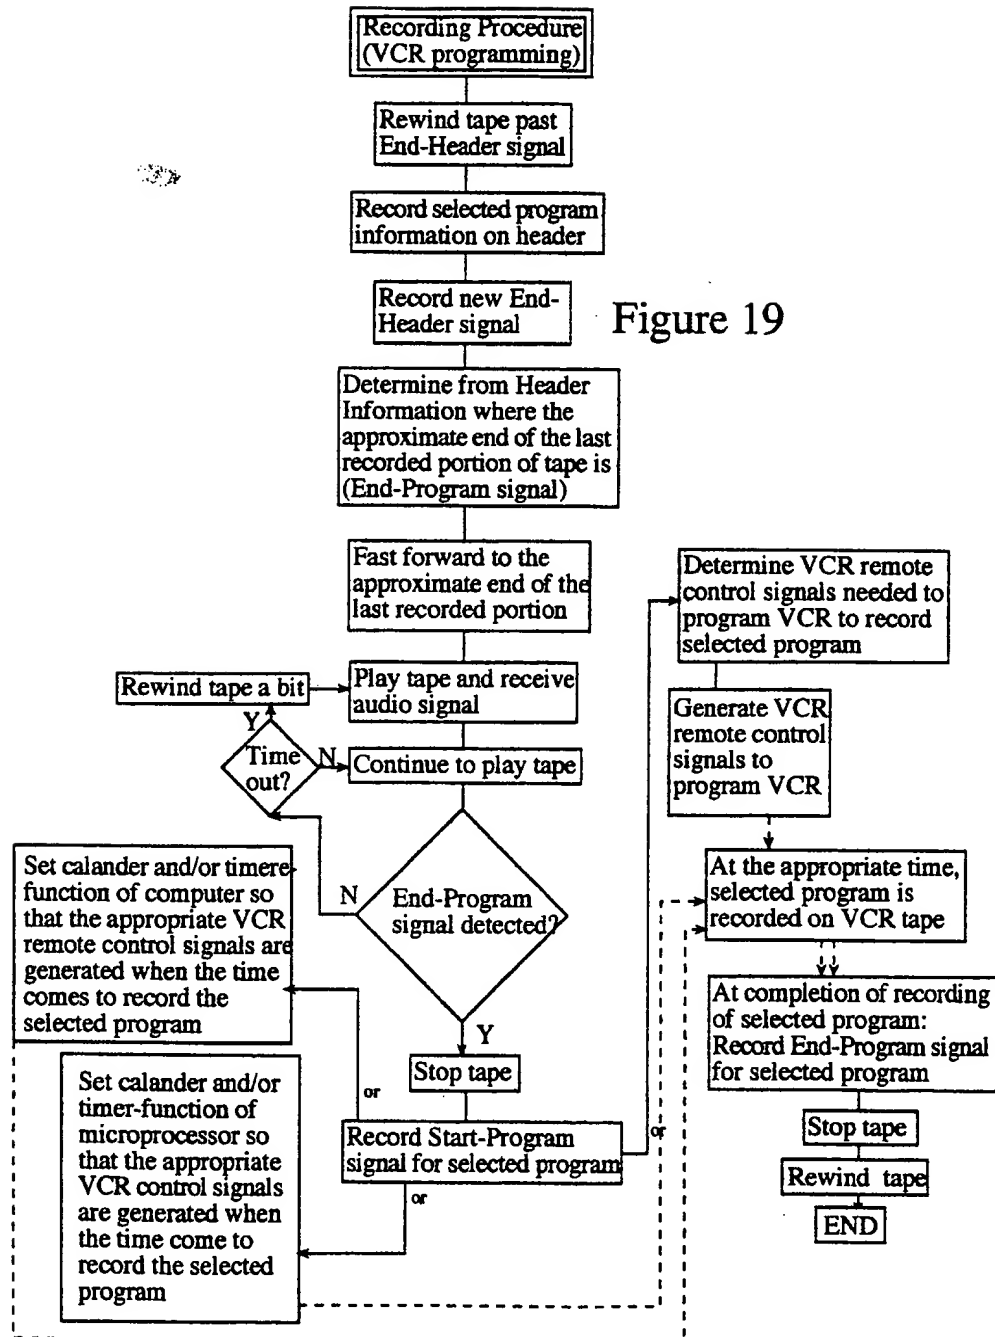 Recording Procedure
(VCR programming)
Rewind tape past
End-Header signal
Record selected program
information on header
Record new End-
Header signal
Figure 19
Determine from Header
Information where the
approximate end of the last
recorded portion of tape is
(End-Program signal)
Fast forward to the
approximate end of the
last recorded portion
Play tape and receive
audio signal
Rewind tape a bit
Y
Time
out?
N
Continue to play tape
End-Program
signal detected?
N
Y
Stop tape
Record Start-Program
signal for selected program
or
or
or
Set calander and/or timere-
function of computer so
that the appropriate VCR
remote control signals are
generated when the time
comes to record the
selected program
Set calander and/or
timer-function of
microprocessor so
that the appropriate
VCR control signals
are generated when
the time come to
record the selected
program
Determine VCR remote
control signals needed to
program VCR to record
selected program
Generate VCR
remote control
signals to
program VCR
At the appropriate time,
selected program is
recorded on VCR tape
At completion of recording
of selected program:
Record End-Program signal
for selected program
Stop tape
Rewind tape
END